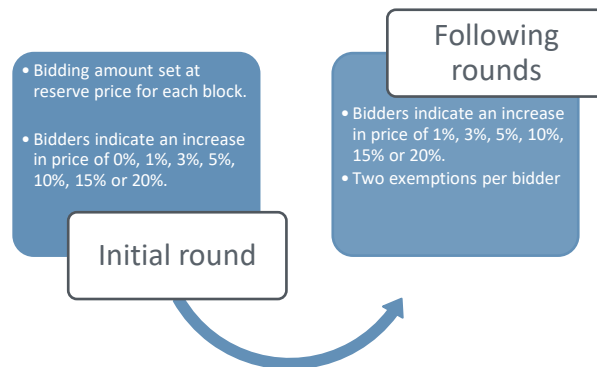 • Bidding amount set at
reserve price for each block.
• Bidders indicate an increase
in price of 0%, 1%, 3%, 5%,
10%, 15% or 20%.
Initial round
Following
rounds
• Bidders indicate an increase
in price of 1%, 3%, 5%, 10%,
15% or 20%.
• Two exemptions per bidder